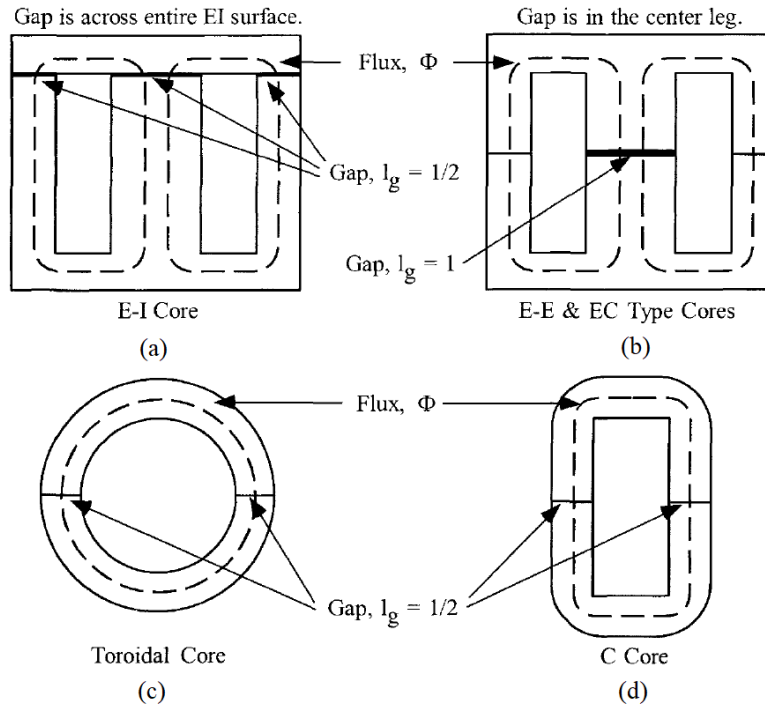 Gap is across entire EI surface.
Gap is in the center leg.
Flux, Φ
Gap, lg = 1/2
Gap, lg = 1
E-I Core
E-E & EC Type Cores
(a)
(b)
Flux, Φ
Gap, lg = 1/2
Toroidal Core
C Core
(c)
(d)